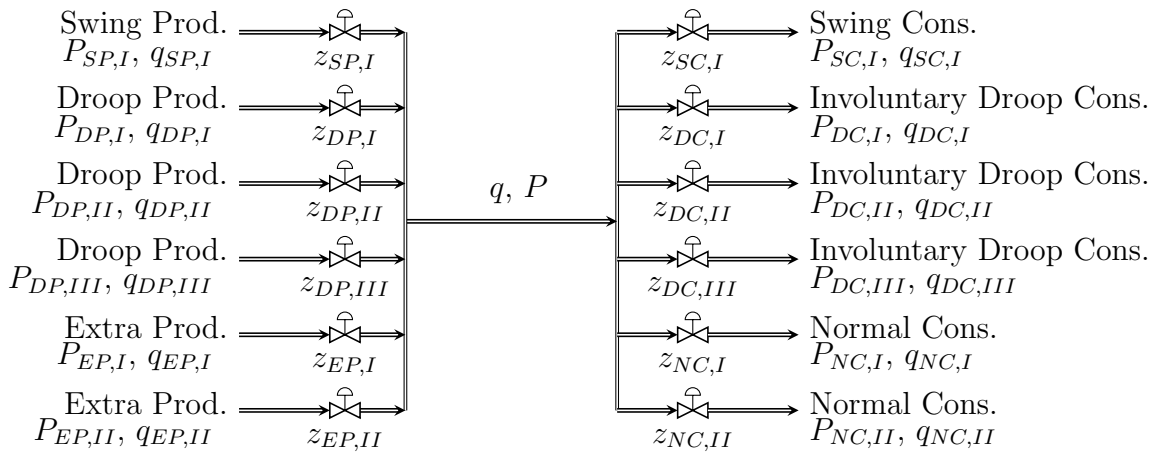 Swing Prod.
P_{SP,I}, q_{SP,I}
z_{SP,I}
Droop Prod.
P_{DP,I}, q_{DP,I}
z_{DP,I}
Droop Prod.
P_{DP,II}, q_{DP,II}
z_{DP,II}
Droop Prod.
P_{DP,III}, q_{DP,III}
z_{DP,III}
Extra Prod.
P_{EP,I}, q_{EP,I}
z_{EP,I}
Extra Prod.
P_{EP,II}, q_{EP,II}
z_{EP,II}
q, P
z_{SC,I}
Swing Cons.
P_{SC,I}, q_{SC,I}
z_{DC,I}
Involuntary Droop Cons.
P_{DC,I}, q_{DC,I}
z_{DC,II}
Involuntary Droop Cons.
P_{DC,II}, q_{DC,II}
z_{DC,III}
Involuntary Droop Cons.
P_{DC,III}, q_{DC,III}
z_{NC,I}
Normal Cons.
P_{NC,I}, q_{NC,I}
z_{NC,II}
Normal Cons.
P_{NC,II}, q_{NC,II}